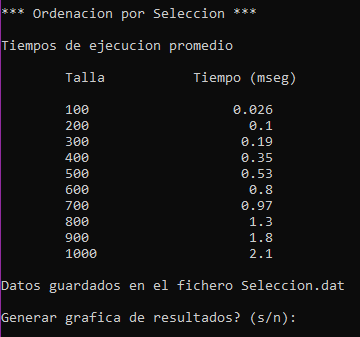 *** Ordenacion por Seleccion ***
Tiempos de ejecucion promedio
Talla Tiempo (mseg)
100 0.026
200 0.1
300 0.19
400 0.35
500 0.53
600 0.8
700 0.97
800 1.3
900 1.8
1000 2.1
Datos guardados en el fichero Seleccion.dat
Generar grafica de resultados? (s/n):